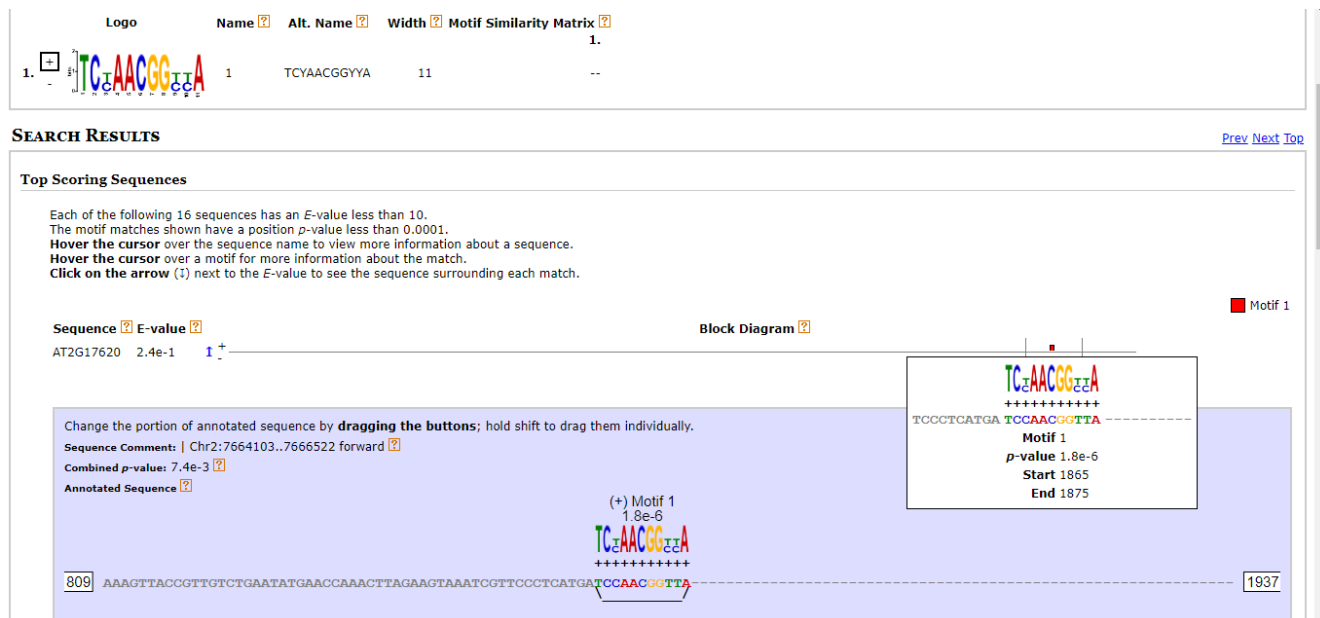 Logo Name ? Alt. Name ? Width ? Motif Similarity Matrix ?
1.
1. + TCTAACGGCTTA 1 TCYAACGGYYA 11 --
-
SEARCH RESULTS
Prev Next Top
Top Scoring Sequences
Each of the following 16 sequences has an E-value less than 10.
The motif matches shown have a position p-value less than 0.0001.
Hover the cursor over the sequence name to view more information about a sequence.
Hover the cursor over a motif for more information about the match.
Click on the arrow (↕) next to the E-value to see the sequence surrounding each match.
Motif 1
Sequence ? E-value ? Block Diagram ?
AT2G17620 2.4e-1 ↕ +
-
+++++++++++
TCCCTCATGATCCAACGGTTA-----------
Motif 1
p-value 1.8e-6
Start 1865
End 1875
Change the portion of annotated sequence by dragging the buttons; hold shift to drag them individually.
Sequence Comment: | Chr2:7664103..7666522 forward ?
Combined p-value: 7.4e-3 ?
Annotated Sequence ?
(+) Motif 1
1.8e-6
+++++++++++
809 AAAGTTACCGTTGTCTGAATATGAACCAAACTTAGAAGTAAATCGTTCCCTCATGATCCAACGGTTA 1937